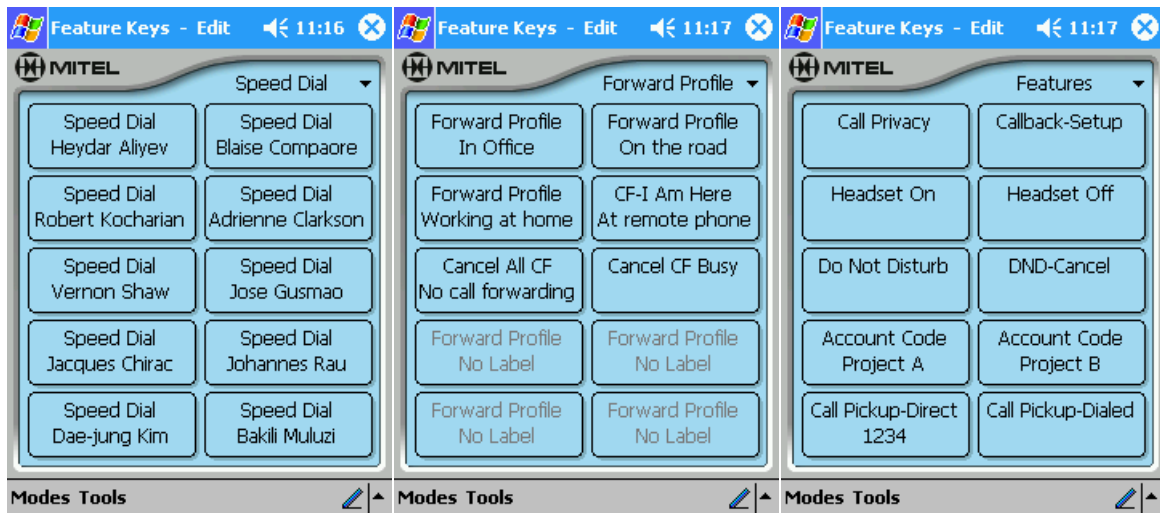 Feature Keys - Edit 11:16
MITEL
Speed Dial
Speed Dial
Heydar Aliyev
Speed Dial
Blaise Compaore
Speed Dial
Robert Kocharian
Speed Dial
Adrienne Clarkson
Speed Dial
Vernon Shaw
Speed Dial
Jose Gusmao
Speed Dial
Jacques Chirac
Speed Dial
Johannes Rau
Speed Dial
Dae-jung Kim
Speed Dial
Bakili Muluzi
Modes Tools
Feature Keys - Edit 11:17
MITEL
Forward Profile
Forward Profile
In Office
Forward Profile
On the road
Forward Profile
Working at home
CF-I Am Here
At remote phone
Cancel All CF
No call forwarding
Cancel CF Busy
Forward Profile
No Label
Forward Profile
No Label
Forward Profile
No Label
Forward Profile
No Label
Modes Tools
Feature Keys - Edit 11:17
MITEL
Features
Call Privacy
Callback-Setup
Headset On
Headset Off
Do Not Disturb
DND-Cancel
Account Code
Project A
Account Code
Project B
Call Pickup-Direct
1234
Call Pickup-Dialed
Modes Tools